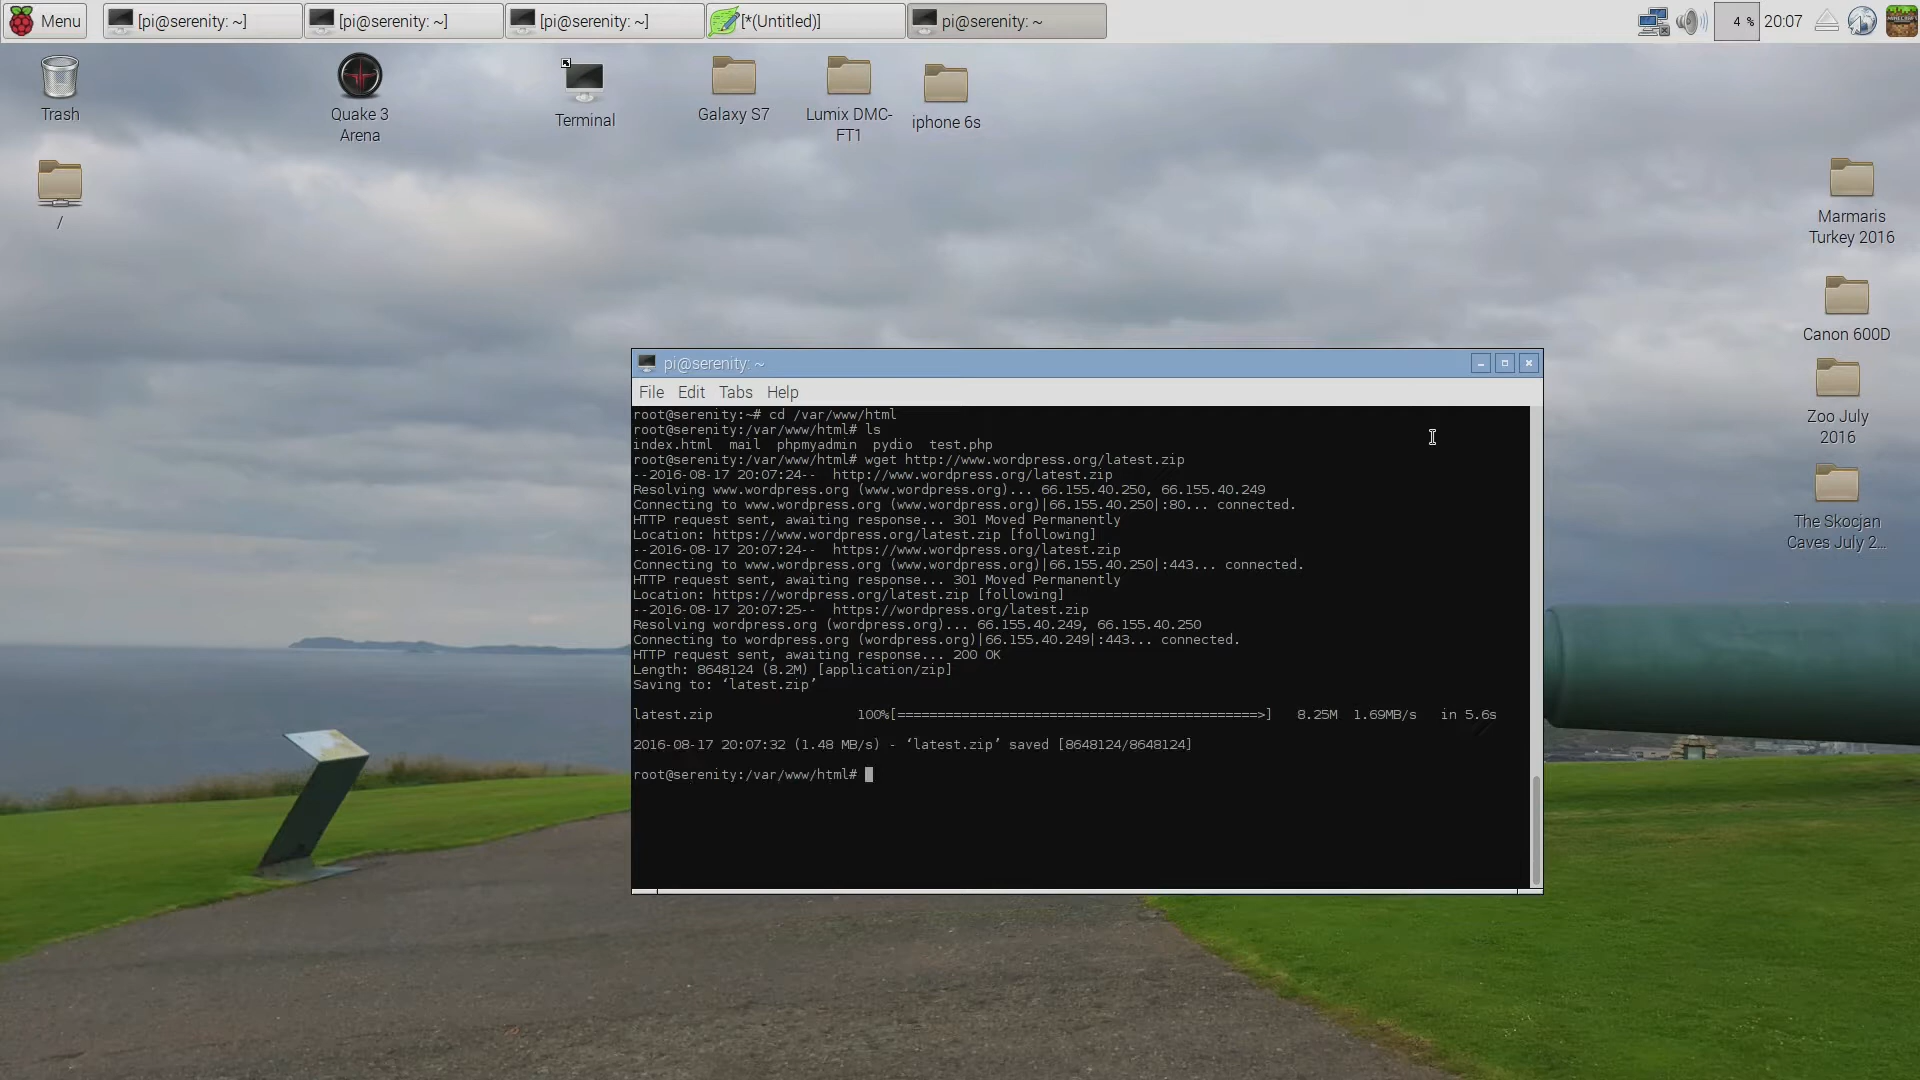 Menu
[pi@serenity: ~]
[pi@serenity: ~]
[pi@serenity: ~]
[*(Untitled)]
pi@serenity: ~
4 %
20:07
Trash
Quake 3
Arena
Terminal
Galaxy S7
Lumix DMC-
FT1
iphone 6s
/
Marmaris
Turkey 2016
Canon 600D
Zoo July
2016
The Skocjan
Caves July 2...
pi@serenity: ~
File Edit Tabs Help
root@serenity:~# cd /var/www/html
root@serenity:/var/www/html# ls
index.html  mail  phpmyadmin  pydio  test.php
root@serenity:/var/www/html# wget http://www.wordpress.org/latest.zip
--2016-08-17 20:07:24--  http://www.wordpress.org/latest.zip
Resolving www.wordpress.org (www.wordpress.org)... 66.155.40.250, 66.155.40.249
Connecting to www.wordpress.org (www.wordpress.org)|66.155.40.250|:80... connected.
HTTP request sent, awaiting response... 301 Moved Permanently
Location: https://www.wordpress.org/latest.zip [following]
--2016-08-17 20:07:24--  https://www.wordpress.org/latest.zip
Connecting to www.wordpress.org (www.wordpress.org)|66.155.40.250|:443... connected.
HTTP request sent, awaiting response... 301 Moved Permanently
Location: https://wordpress.org/latest.zip [following]
--2016-08-17 20:07:25--  https://wordpress.org/latest.zip
Resolving wordpress.org (wordpress.org)... 66.155.40.249, 66.155.40.250
Connecting to wordpress.org (wordpress.org)|66.155.40.249|:443... connected.
HTTP request sent, awaiting response... 200 OK
Length: 8648124 (8.2M) [application/zip]
Saving to: ‘latest.zip’
latest.zip 100%[=============================================>] 8.25M 1.69MB/s in 5.6s
2016-08-17 20:07:32 (1.48 MB/s) - ‘latest.zip’ saved [8648124/8648124]
root@serenity:/var/www/html#